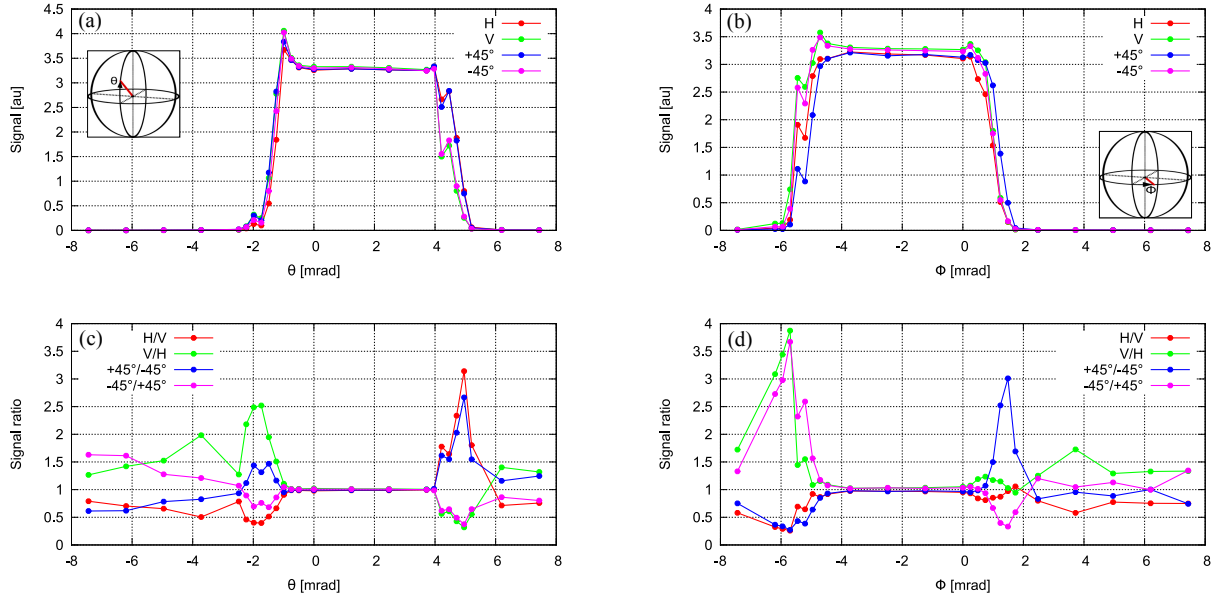 (a)
H
V
+45°
-45°
θ
Signal [au]
4.5
4
3.5
3
2.5
2
1.5
1
0.5
0
-8 -6 -4 -2 0 2 4 6 8
θ [mrad]
(b)
H
V
+45°
-45°
Φ
Signal [au]
4
3.5
3
2.5
2
1.5
1
0.5
0
-8 -6 -4 -2 0 2 4 6 8
Φ [mrad]
(c)
H/V
V/H
+45°/-45°
-45°/+45°
Signal ratio
4
3.5
3
2.5
2
1.5
1
0.5
0
-8 -6 -4 -2 0 2 4 6 8
θ [mrad]
(d)
H/V
V/H
+45°/-45°
-45°/+45°
Signal ratio
4
3.5
3
2.5
2
1.5
1
0.5
0
-8 -6 -4 -2 0 2 4 6 8
Φ [mrad]